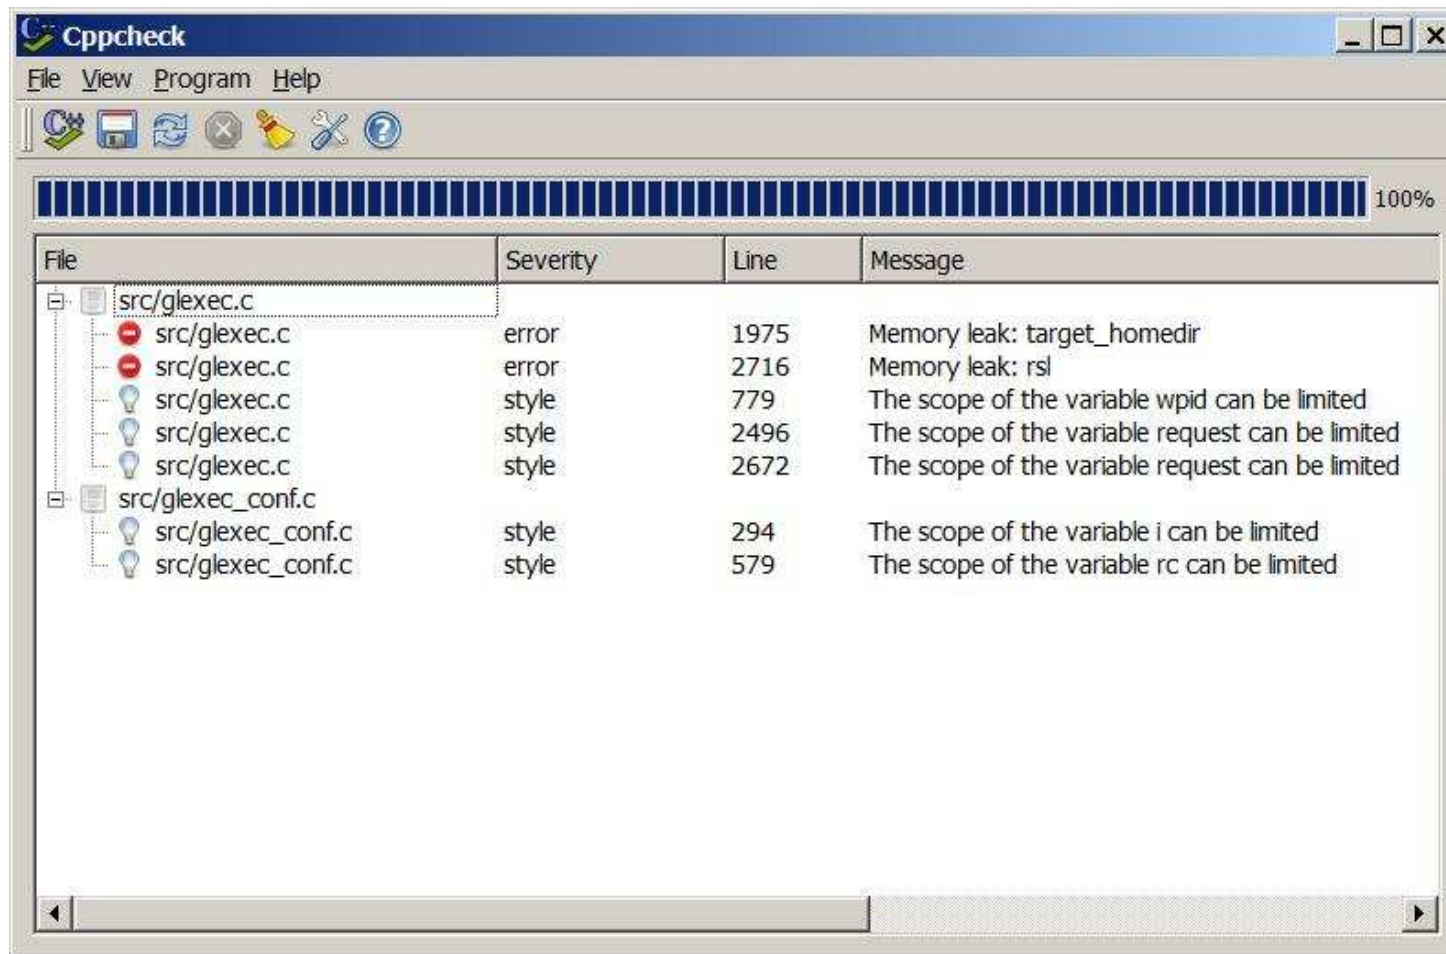 Cppcheck
File View Program Help
100%
File Severity Line Message
src/glexec.c
src/glexec.c error 1975 Memory leak: target_homedir
src/glexec.c error 2716 Memory leak: rsl
src/glexec.c style 779 The scope of the variable wpid can be limited
src/glexec.c style 2496 The scope of the variable request can be limited
src/glexec.c style 2672 The scope of the variable request can be limited
src/glexec_conf.c
src/glexec_conf.c style 294 The scope of the variable i can be limited
src/glexec_conf.c style 579 The scope of the variable rc can be limited